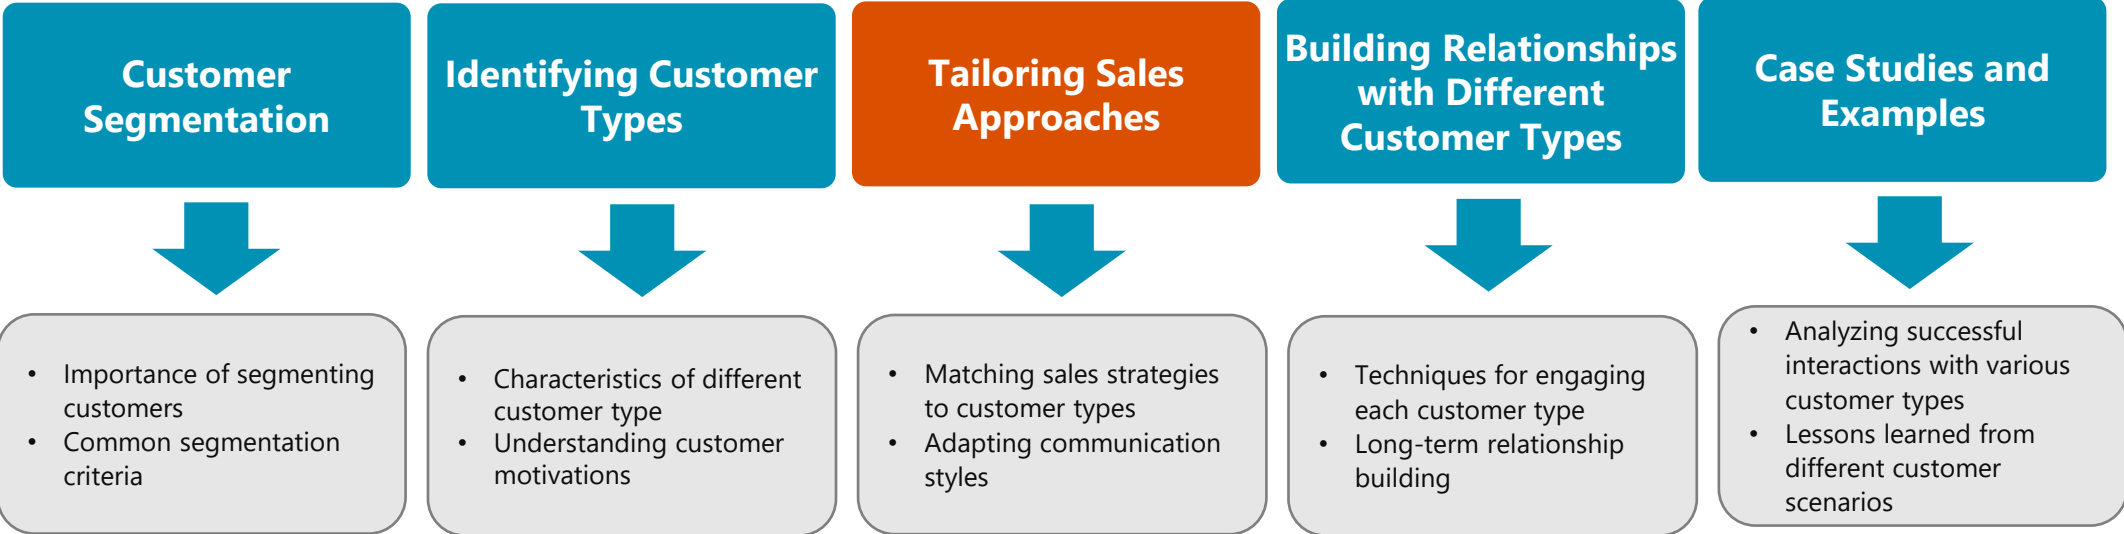 Customer
Segmentation
Identifying Customer
Types
Tailoring Sales
Approaches
Building Relationships
with Different
Customer Types
Case Studies and
Examples
• Importance of segmenting
customers
• Common segmentation
criteria
• Characteristics of different
customer type
• Understanding customer
motivations
• Matching sales strategies
to customer types
• Adapting communication
styles
• Techniques for engaging
each customer type
• Long-term relationship
building
• Analyzing successful
interactions with various
customer types
• Lessons learned from
different customer
scenarios